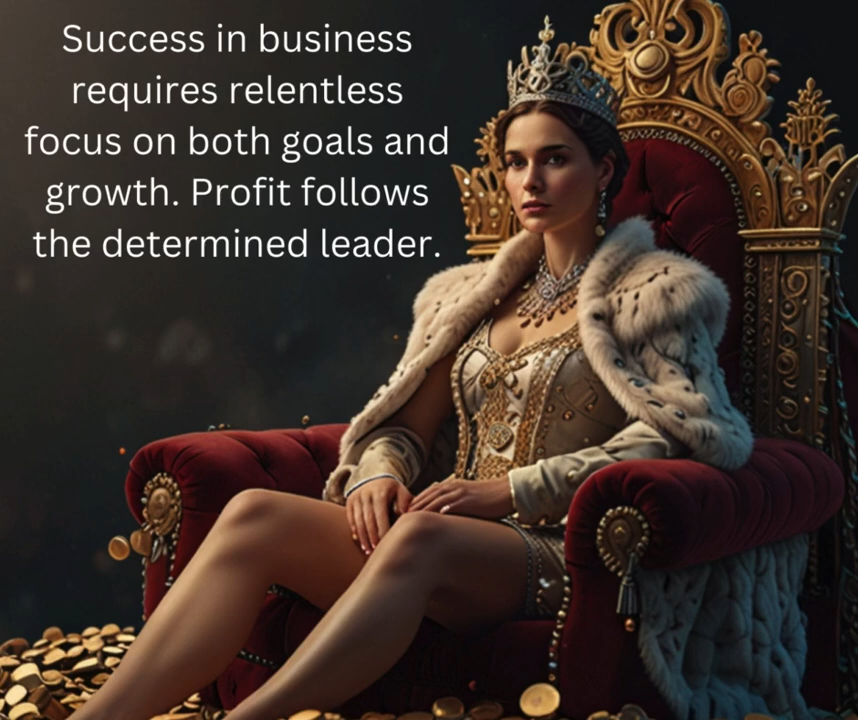 Success in business
requires relentless
focus on both goals and
growth. Profit follows
the determined leader.